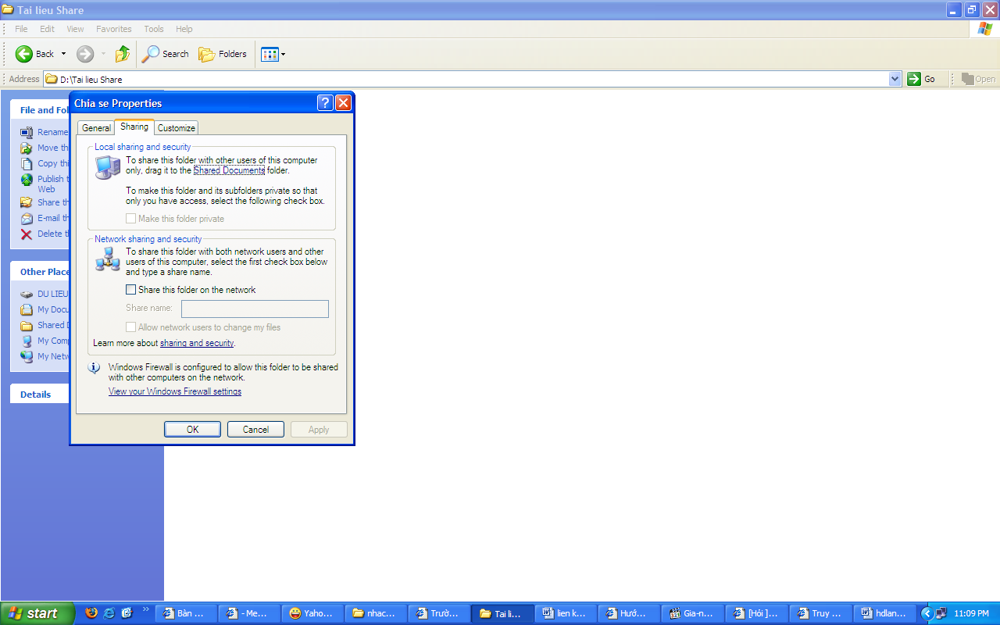 Tai lieu Share
File Edit View Favorites Tools Help
Back Search Folders
Address D:\Tai lieu Share Go Open
File and Fol
Rename
Move th
Copy thi
Publish t
Web
Share th
E-mail th
Delete th
Other Place
DU LIEU
My Docu
Shared D
My Comp
My Netw
Details
Chia se Properties
General Sharing Customize
Local sharing and security
To share this folder with other users of this computer
only, drag it to the Shared Documents folder.
To make this folder and its subfolders private so that
only you have access, select the following check box.
Make this folder private
Network sharing and security
To share this folder with both network users and other
users of this computer, select the first check box below
and type a share name.
Share this folder on the network
Share name:
Allow network users to change my files
Learn more about sharing and security.
Windows Firewall is configured to allow this folder to be shared
with other computers on the network.
View your Windows Firewall settings
OK Cancel Apply
start Bàn ... - Me... Yaho... nhac... Trườ... Tai li... lien k... Hướ... Gia-n... [Hỏi ]... Truy ... hdlan... 11:09 PM